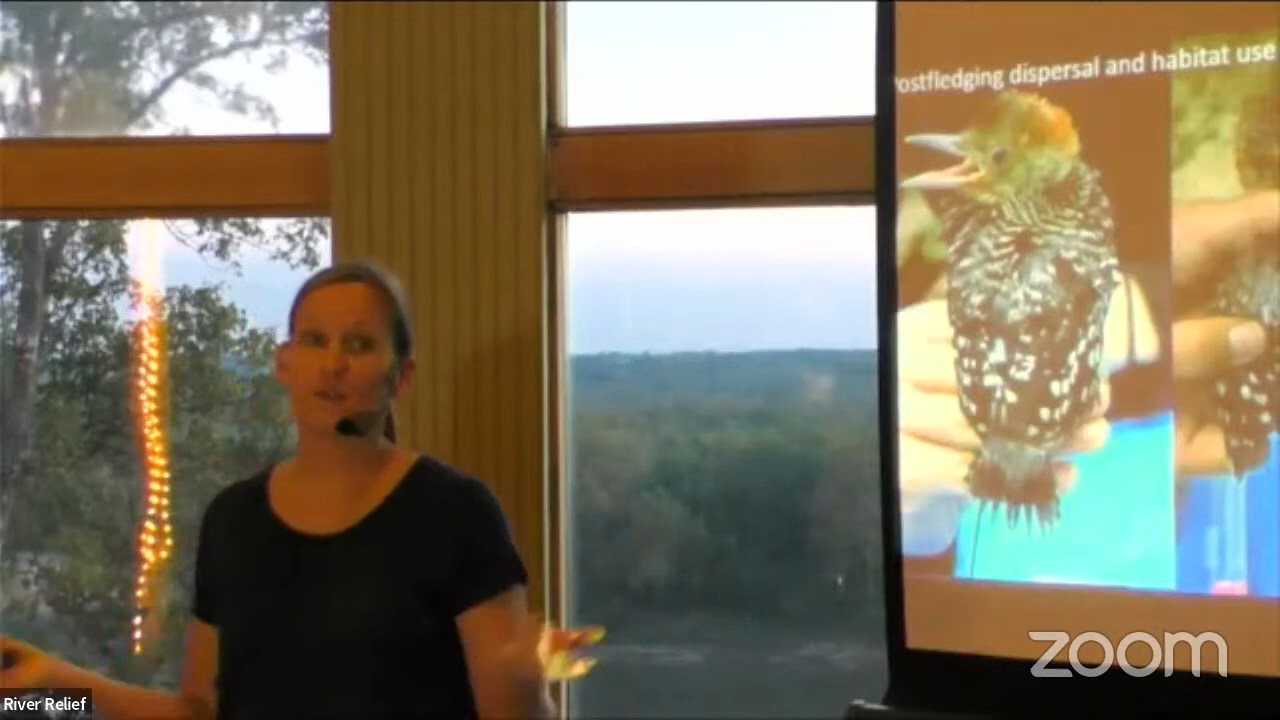 ostfledging dispersal and habitat use
zoom
River Relief